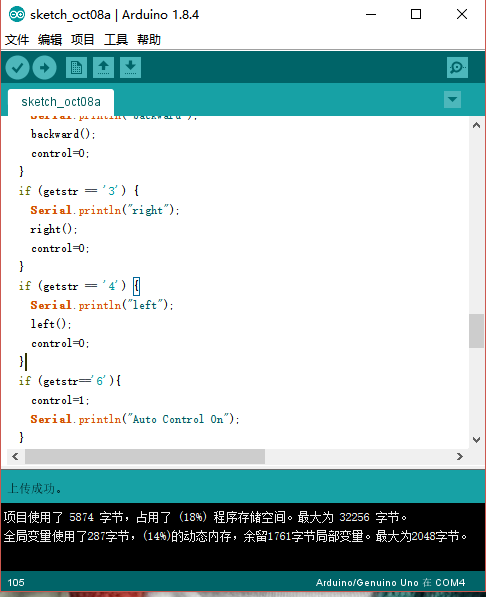 sketch_oct08a | Arduino 1.8.4
文件 编辑 项目 工具 帮助
sketch_oct08a
Serial.println("backward");
backward();
control=0;
}
if (getstr == '3') {
Serial.println("right");
right();
control=0;
}
if (getstr == '4') {
Serial.println("left");
left();
control=0;
}
if (getstr=='6'){
control=1;
Serial.println("Auto Control On");
}
上传成功。
项目使用了 5874 字节，占用了 (18%) 程序存储空间。最大为 32256 字节。
全局变量使用了287字节，(14%)的动态内存，余留1761字节局部变量。最大为2048字节。
105 Arduino/Genuino Uno 在 COM4